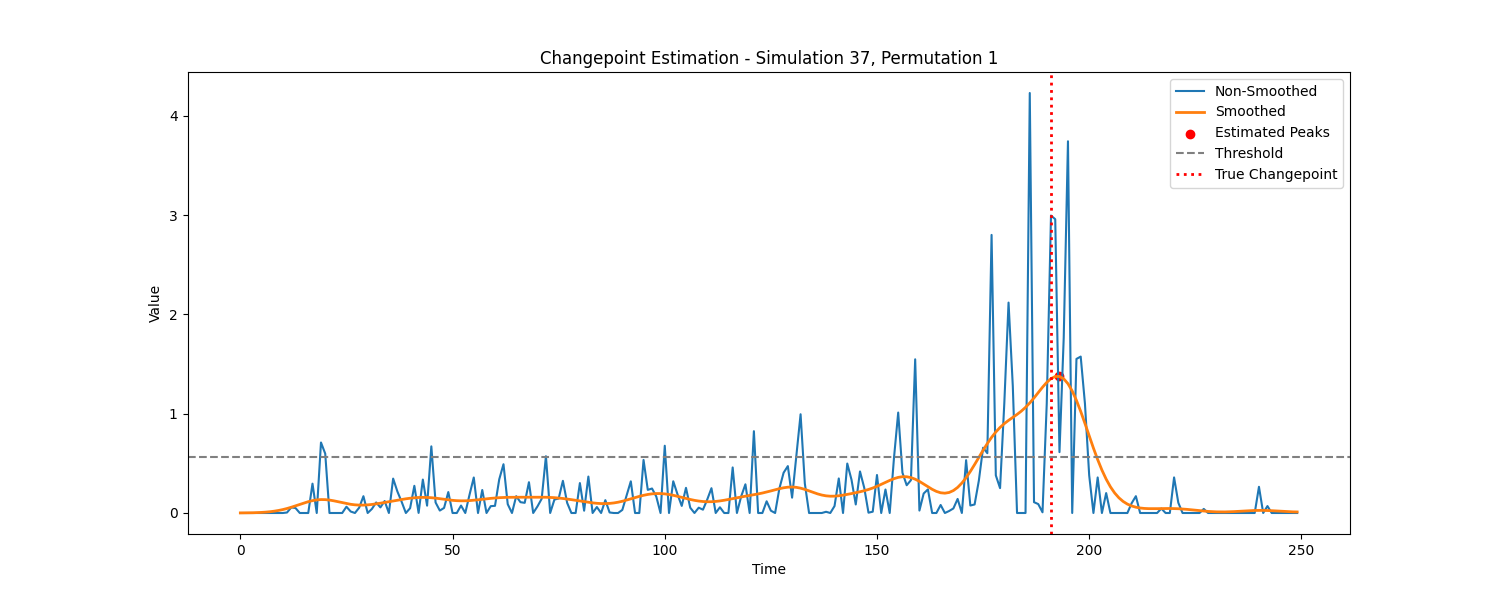 Changepoint Estimation - Simulation 37, Permutation 1
Non-Smoothed
Smoothed
Estimated Peaks
Threshold
True Changepoint
Value
4
3
2
1
0
0
50
100
150
200
250
Time